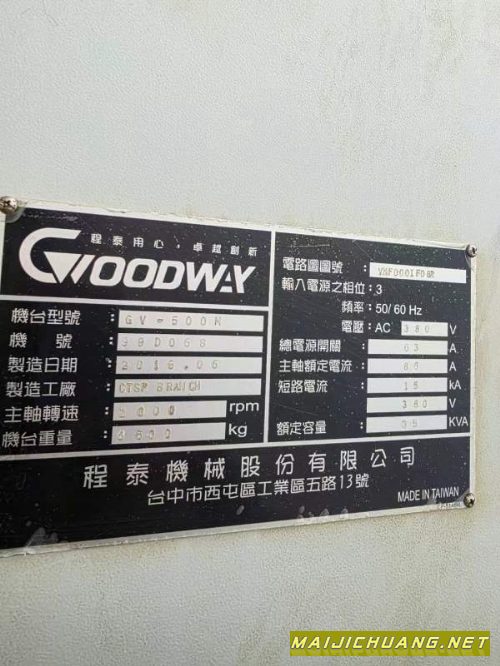 程泰用心，卓越創新
GOODWAY
機台型號： GV-500M
機號：
製造日期： 2016.06
製造工廠： CTSP BRANCH
主軸轉速： 2000 rpm
機台重量： kg
電路圖圖號：
輸入電源之相位：3
頻率：50/60 Hz
電壓：AC 380 V
總電源開關： 63 A
主軸額定電流： A
短路電流： 15 kA
380 V
額定容量： 35 KVA
程泰機械股份有限公司
台中市西屯區工業區五路13號
MADE IN TAIWAN
MAIJICHUANG.NET